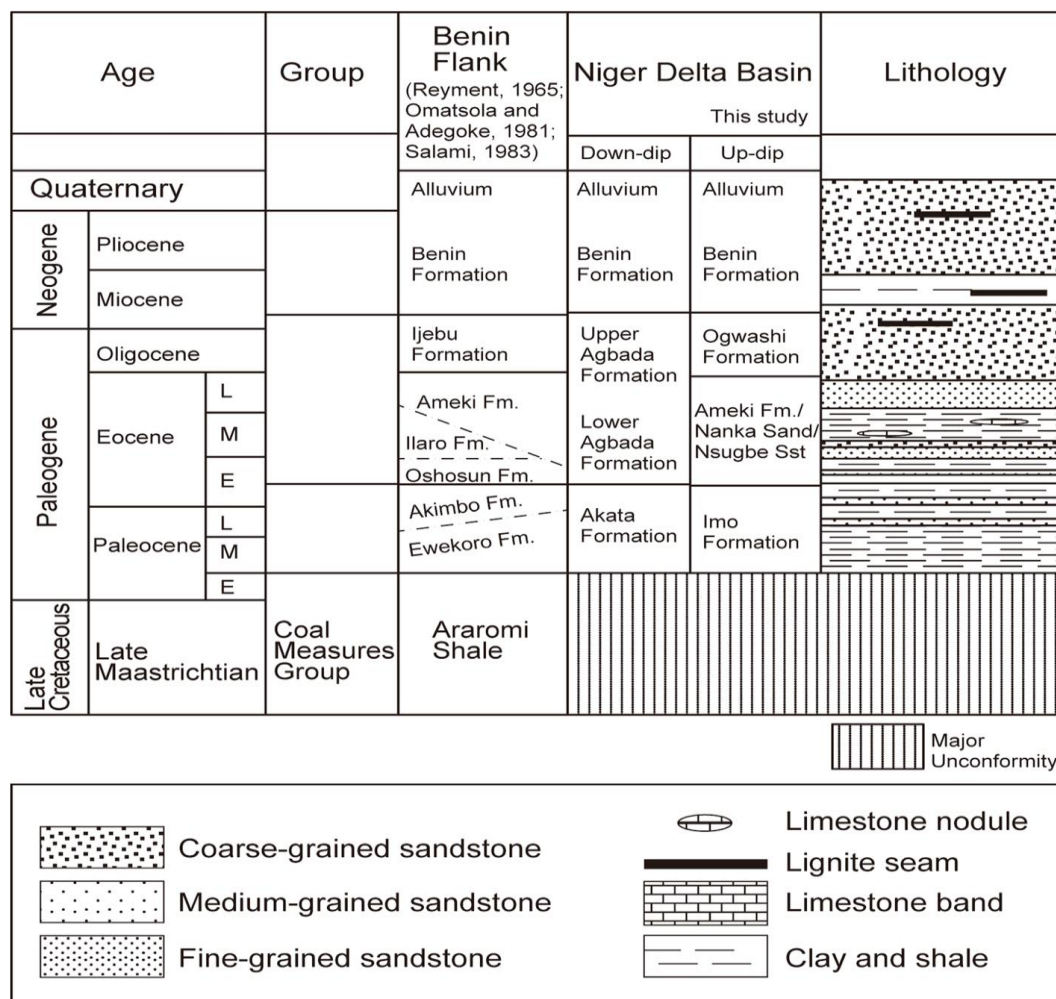 Age
Group
Benin
Flank
(Reyment, 1965;
Omatsola and
Adegoke, 1981;
Salami, 1983)
Niger Delta Basin
This study
Lithology
Down-dip
Up-dip
Quaternary
Alluvium
Alluvium
Alluvium
Neogene
Pliocene
Benin
Formation
Benin
Formation
Benin
Formation
Miocene
Paleogene
Oligocene
Ijebu
Formation
Upper
Agbada
Formation
Ogwashi
Formation
Eocene
L
M
E
Ameki Fm.
Ilaro Fm.
Oshosun Fm.
Lower
Agbada
Formation
Ameki Fm./
Nanka Sand/
Nsugbe Sst
Paleocene
L
M
E
Akimbo Fm.
Ewekoro Fm.
Akata
Formation
Imo
Formation
Late
Cretaceous
Late
Maastrichtian
Coal
Measures
Group
Araromi
Shale
Major
Unconformity
Coarse-grained sandstone
Medium-grained sandstone
Fine-grained sandstone
Limestone nodule
Lignite seam
Limestone band
Clay and shale